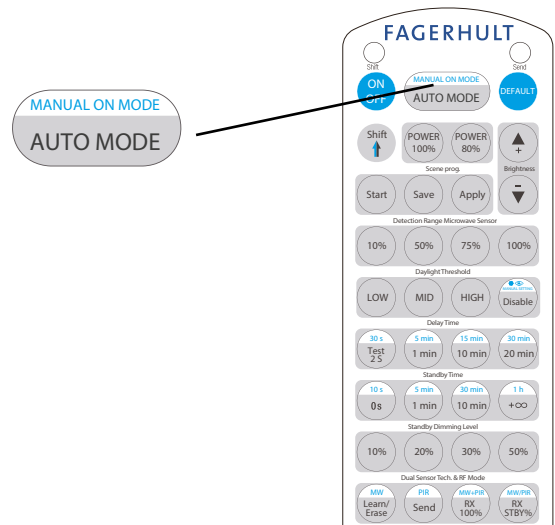 FAGERHULT
Shift
Send
ON
OFF
MANUAL ON MODE
AUTO MODE
DEFAULT
MANUAL ON MODE
AUTO MODE
Shift
POWER
100%
POWER
80%
+
Scene prog.
Brightness
Start
Save
Apply
-
Detection Range Microwave Sensor
10%
50%
75%
100%
Daylight Threshold
LOW
MID
HIGH
MANUAL SETTING
Disable
Delay Time
30 s
Test
2 S
5 min
1 min
15 min
10 min
30 min
20 min
Standby Time
10 s
0s
5 min
1 min
30 min
10 min
1 h
+∞
Standby Dimming Level
10%
20%
30%
50%
Dual Sensor Tech. & RF Mode
MW
Learn/
Erase
PIR
Send
MW+PIR
RX
100%
MW/PIR
RX
STBY%